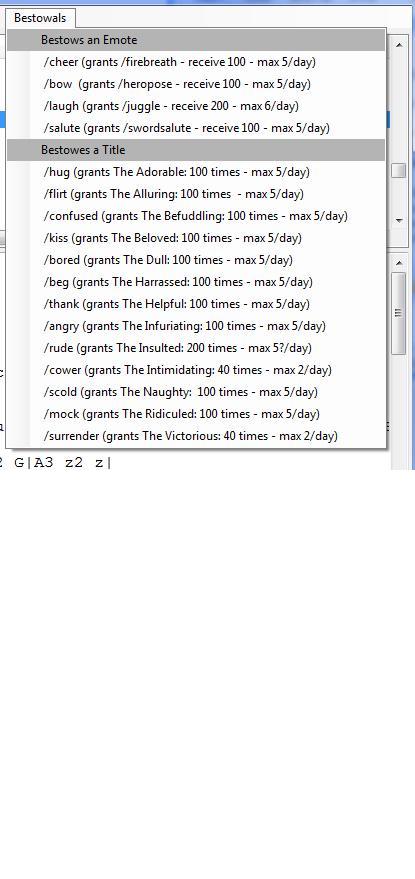 Bestowals
Bestows an Emote
/cheer (grants /firebreath - receive 100 - max 5/day)
/bow  (grants /heropose - receive 100 - max 5/day)
/laugh (grants /juggle - receive 200 - max 6/day)
/salute (grants /swordsalute - receive 100 - max 5/day)
Bestowes a Title
/hug (grants The Adorable: 100 times - max 5/day)
/flirt (grants The Alluring: 100 times  - max 5/day)
/confused (grants The Befuddling: 100 times - max 5/day)
/kiss (grants The Beloved: 100 times - max 5/day)
/bored (grants The Dull: 100 times - max 5/day)
/beg (grants The Harrassed: 100 times - max 5/day)
/thank (grants The Helpful: 100 times - max 5/day)
/angry (grants The Infuriating: 100 times - max 5/day)
/rude (grants The Insulted: 200 times - max 5?/day)
/cower (grants The Intimidating: 40 times - max 2/day)
/scold (grants The Naughty:  100 times - max 5/day)
/mock (grants The Ridiculed: 100 times - max 5/day)
/surrender (grants The Victorious: 40 times - max 2/day)
G|A3 z2 z|